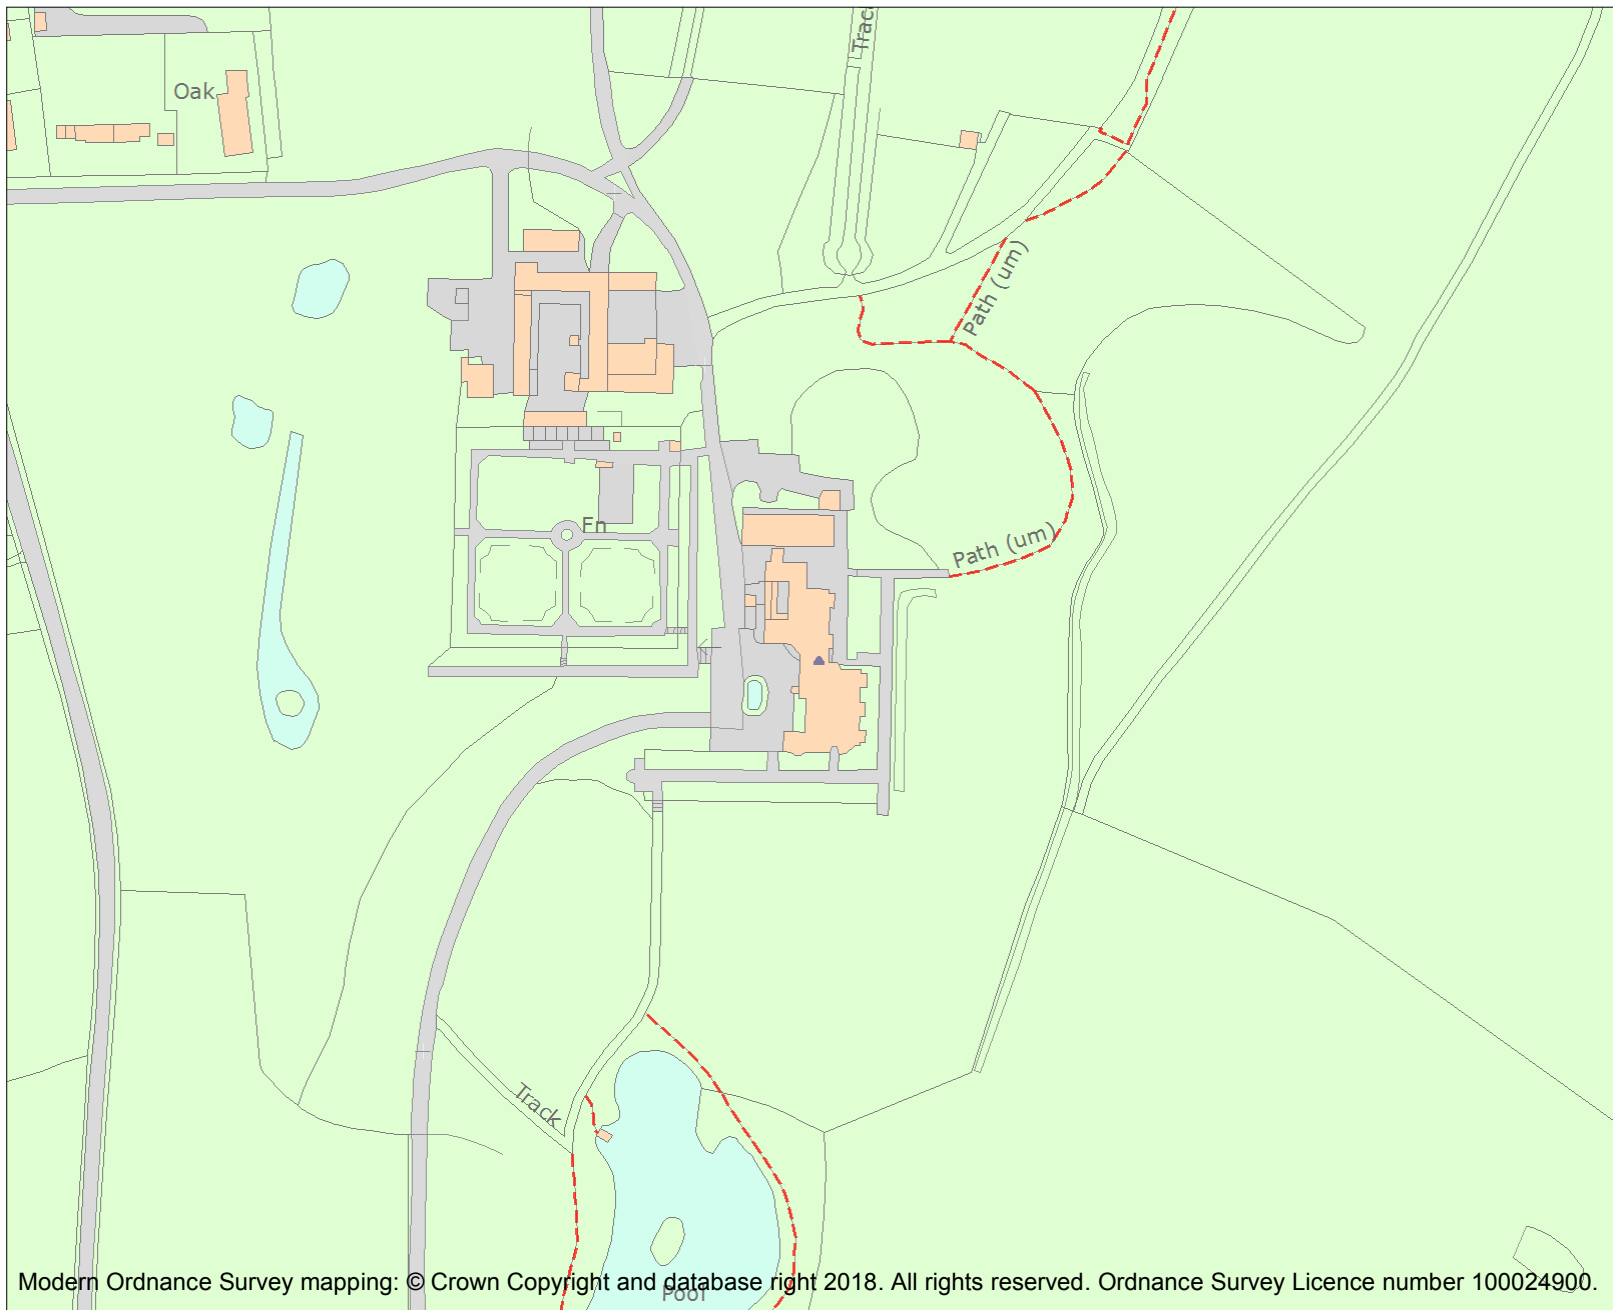 Trac
Oak
Path (um)
Fn
Path (um)
Track
Pool
Modern Ordnance Survey mapping: © Crown Copyright and database right 2018. All rights reserved. Ordnance Survey Licence number 100024900.